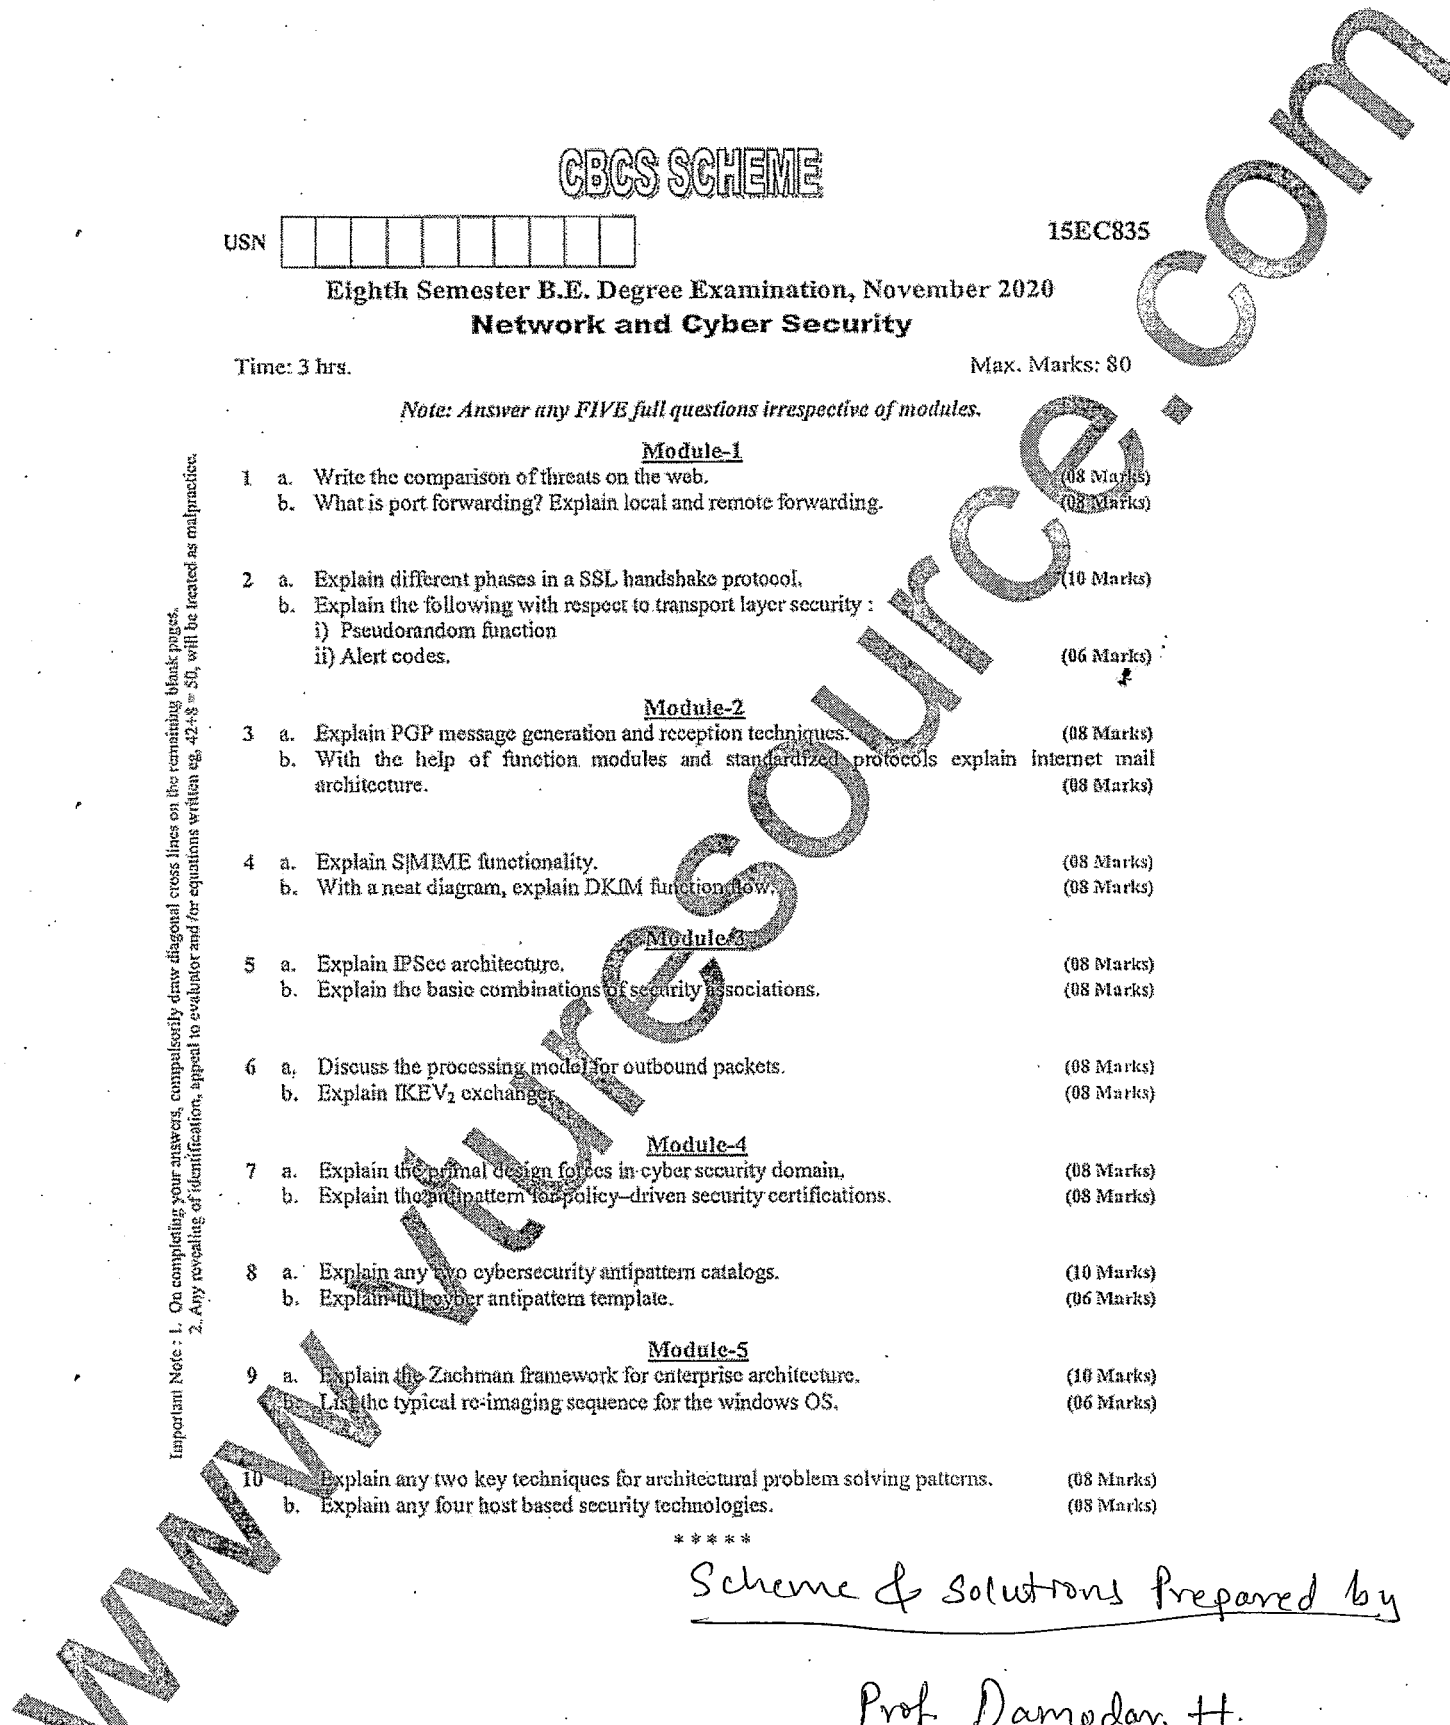 CBCS SCHEME
USN
15EC835
Eighth Semester B.E. Degree Examination, November 2020
Network and Cyber Security
Time: 3 hrs.
Max. Marks: 80
Note: Answer any FIVE full questions irrespective of modules.
Module-1
1 a. Write the comparison of threats on the web. (08 Marks)
b. What is port forwarding? Explain local and remote forwarding. (08 Marks)
2 a. Explain different phases in a SSL handshake protocol. (10 Marks)
b. Explain the following with respect to transport layer security :
i) Pseudorandom function
ii) Alert codes. (06 Marks)
Module-2
3 a. Explain PGP message generation and reception techniques. (08 Marks)
b. With the help of function modules and standardized protocols explain internet mail
architecture. (08 Marks)
4 a. Explain S|MIME functionality. (08 Marks)
b. With a neat diagram, explain DKIM function flow. (08 Marks)
Module-3
5 a. Explain IPSec architecture. (08 Marks)
b. Explain the basic combinations of security associations. (08 Marks)
6 a. Discuss the processing model for outbound packets. (08 Marks)
b. Explain IKEV2 exchanger. (08 Marks)
Module-4
7 a. Explain the primal design forces in cyber security domain. (08 Marks)
b. Explain the antipattern for policy–driven security certifications. (08 Marks)
8 a. Explain any two cybersecurity antipattern catalogs. (10 Marks)
b. Explain full cyber antipattern template. (06 Marks)
Module-5
9 a. Explain the Zachman framework for enterprise architecture. (10 Marks)
b. List the typical re-imaging sequence for the windows OS. (06 Marks)
10 a. Explain any two key techniques for architectural problem solving patterns. (08 Marks)
b. Explain any four host based security technologies. (08 Marks)
*****
Scheme & Solutions Prepared by
Prof. Damodar. H.
Important Note : 1. On completing your answers, compulsorily draw diagonal cross lines on the remaining blank pages.
2. Any revealing of identification, appeal to evaluator and /or equations written eg, 42+8 = 50, will be treated as malpractice.
www.vturesource.com